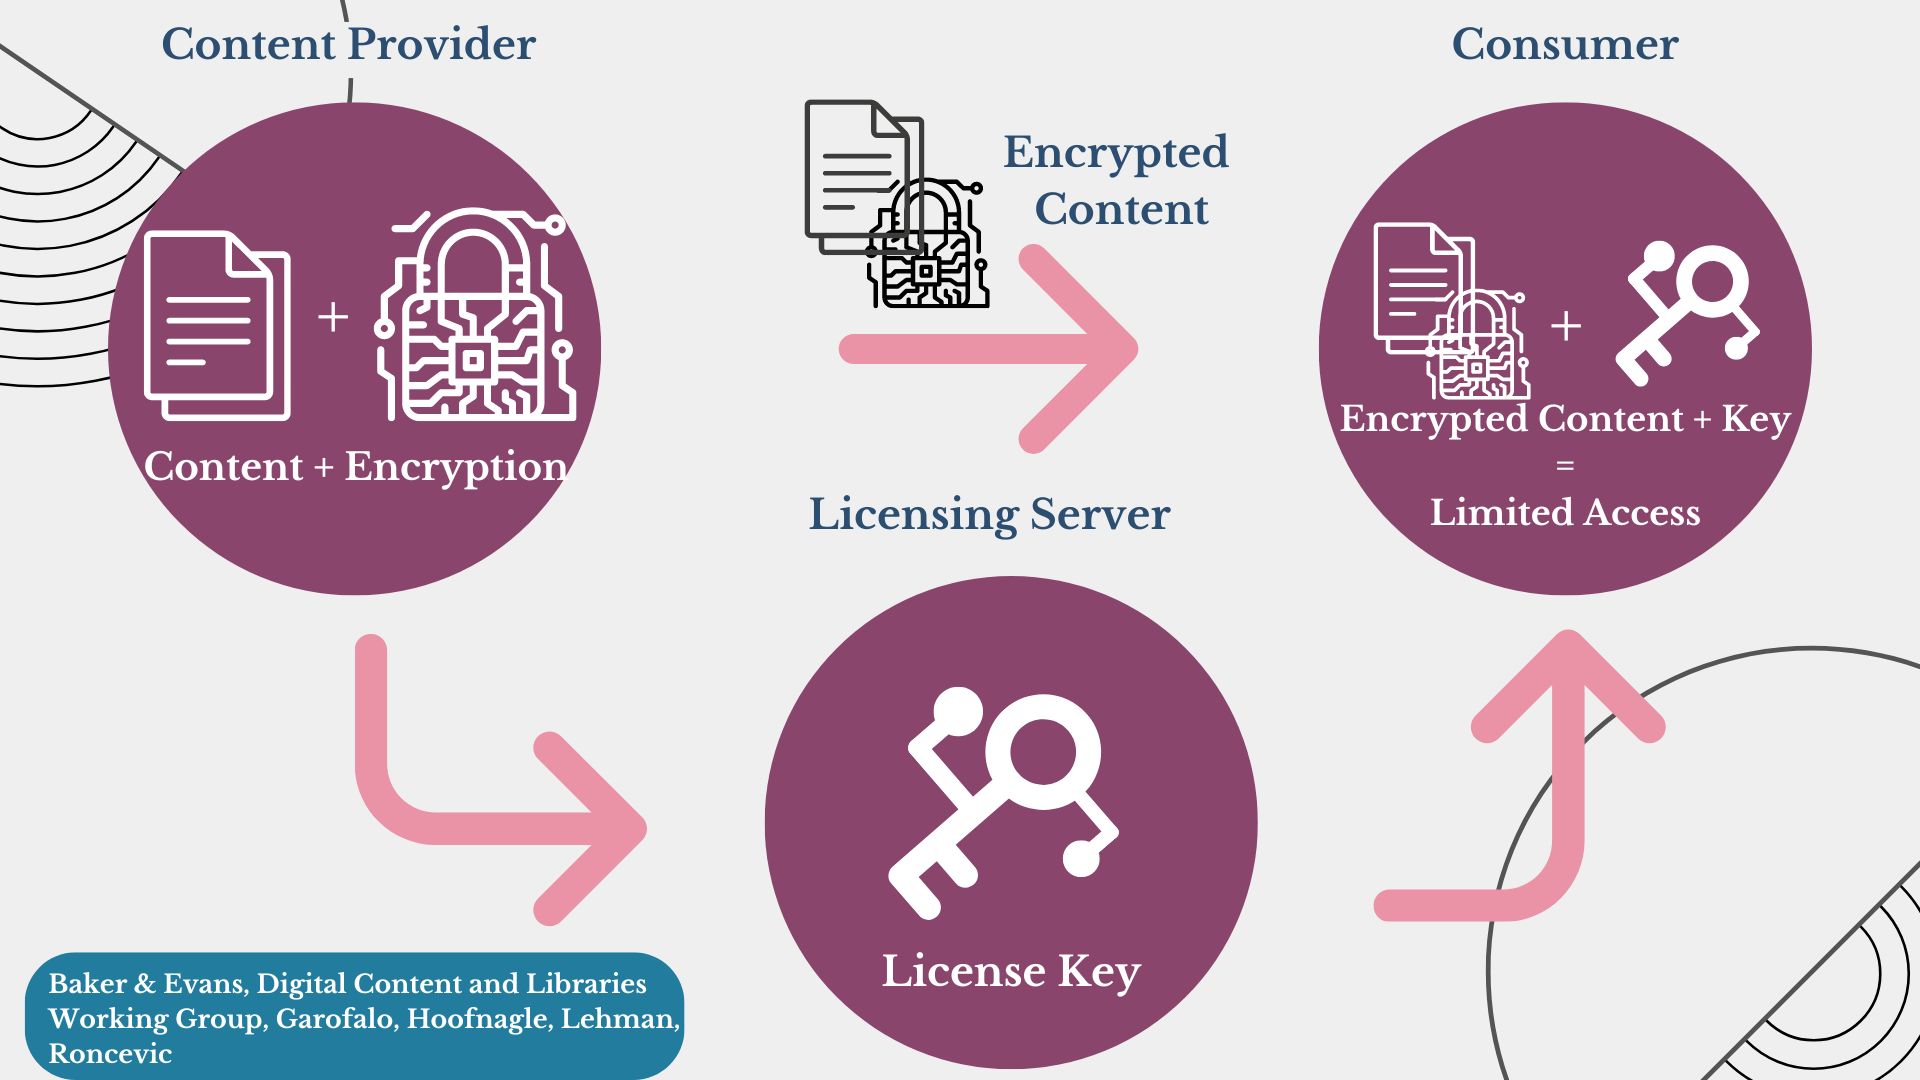 Content Provider
+
Content + Encryption
Encrypted
Content
Licensing Server
License Key
Consumer
+
Encrypted Content + Key
=
Limited Access
Baker & Evans, Digital Content and Libraries
Working Group, Garofalo, Hoofnagle, Lehman,
Roncevic